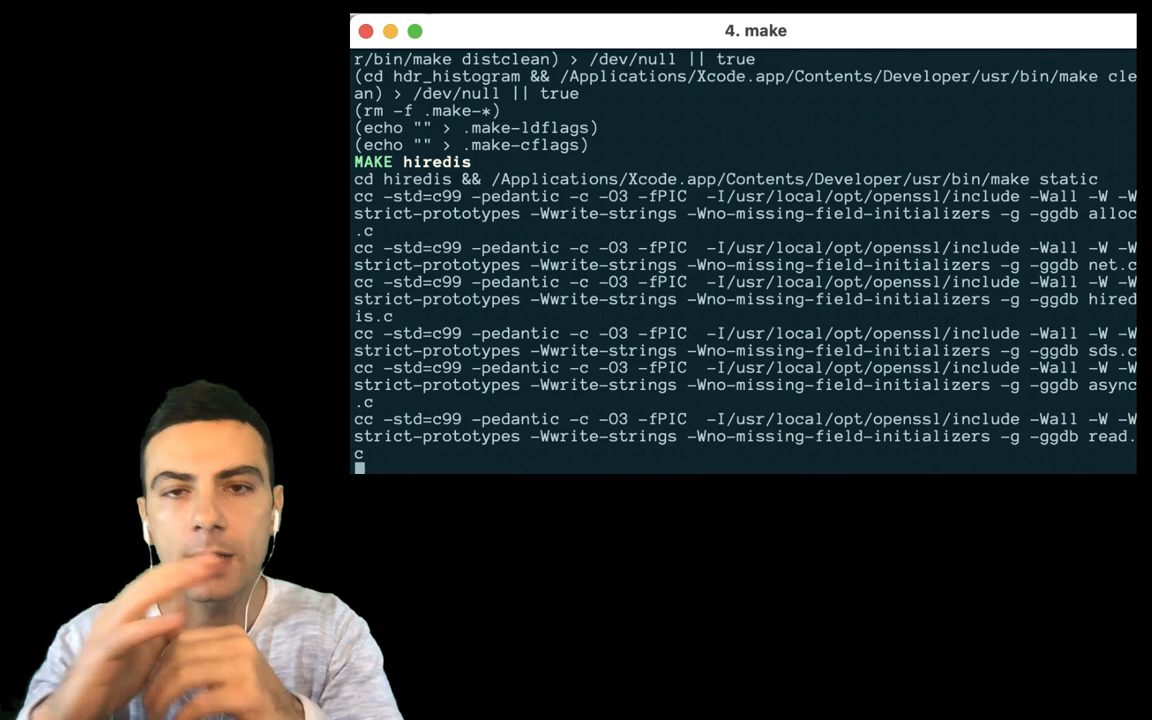 4. make
r/bin/make distclean) > /dev/null || true
(cd hdr_histogram && /Applications/Xcode.app/Contents/Developer/usr/bin/make cle
an) > /dev/null || true
(rm -f .make-*)
(echo "" > .make-ldflags)
(echo "" > .make-cflags)
MAKE hiredis
cd hiredis && /Applications/Xcode.app/Contents/Developer/usr/bin/make static
cc -std=c99 -pedantic -c -O3 -fPIC  -I/usr/local/opt/openssl/include -Wall -W -W
strict-prototypes -Wwrite-strings -Wno-missing-field-initializers -g -ggdb alloc
.c
cc -std=c99 -pedantic -c -O3 -fPIC  -I/usr/local/opt/openssl/include -Wall -W -W
strict-prototypes -Wwrite-strings -Wno-missing-field-initializers -g -ggdb net.c
cc -std=c99 -pedantic -c -O3 -fPIC  -I/usr/local/opt/openssl/include -Wall -W -W
strict-prototypes -Wwrite-strings -Wno-missing-field-initializers -g -ggdb hired
is.c
cc -std=c99 -pedantic -c -O3 -fPIC  -I/usr/local/opt/openssl/include -Wall -W -W
strict-prototypes -Wwrite-strings -Wno-missing-field-initializers -g -ggdb sds.c
cc -std=c99 -pedantic -c -O3 -fPIC  -I/usr/local/opt/openssl/include -Wall -W -W
strict-prototypes -Wwrite-strings -Wno-missing-field-initializers -g -ggdb async
.c
cc -std=c99 -pedantic -c -O3 -fPIC  -I/usr/local/opt/openssl/include -Wall -W -W
strict-prototypes -Wwrite-strings -Wno-missing-field-initializers -g -ggdb read.
c